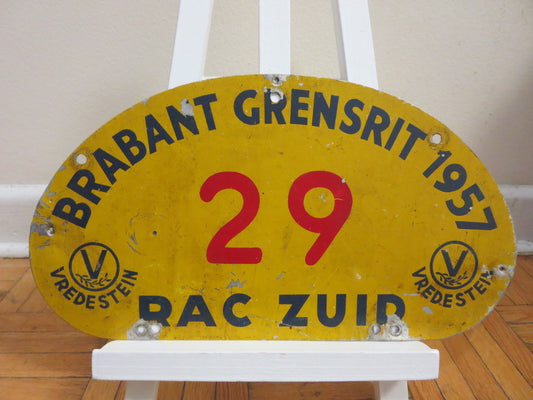 BRABANT GRENSRIT 1957
29
V
VREDESTEIN
V
VREDESTEIN
RAC ZUID